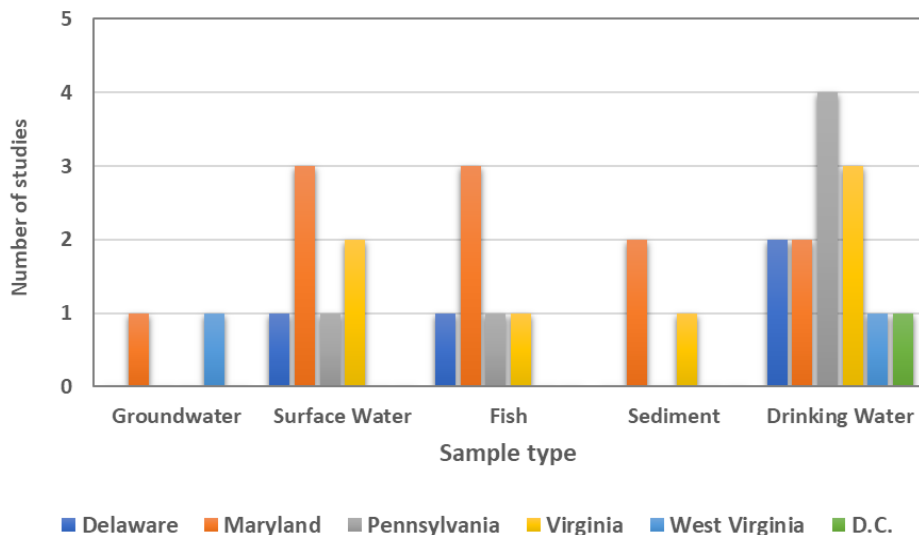 5
4
3
2
1
0
Number of studies
Groundwater Surface Water Fish Sediment Drinking Water
Sample type
Delaware Maryland Pennsylvania Virginia West Virginia D.C.